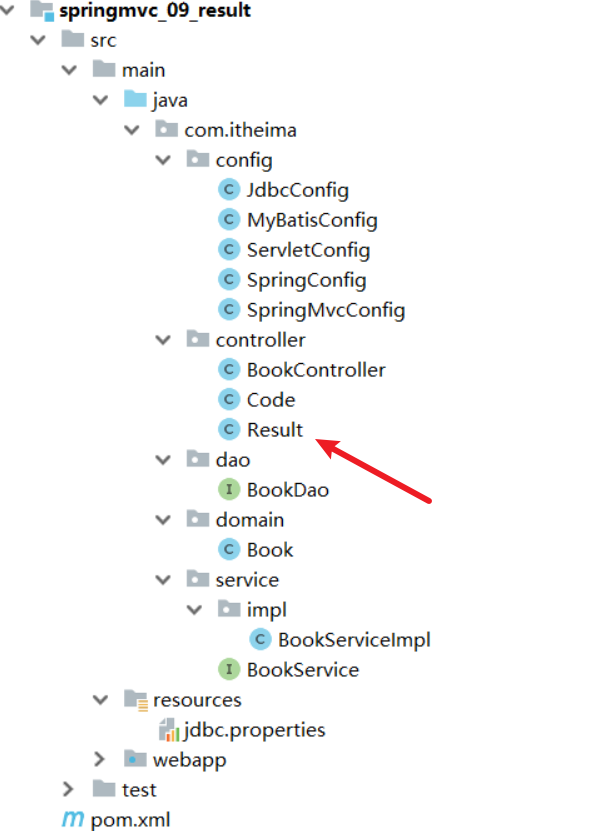 springmvc_09_result
src
main
java
com.itheima
config
JdbcConfig
MyBatisConfig
ServletConfig
SpringConfig
SpringMvcConfig
controller
BookController
Code
Result
dao
BookDao
domain
Book
service
impl
BookServiceImpl
BookService
resources
jdbc.properties
webapp
test
pom.xml